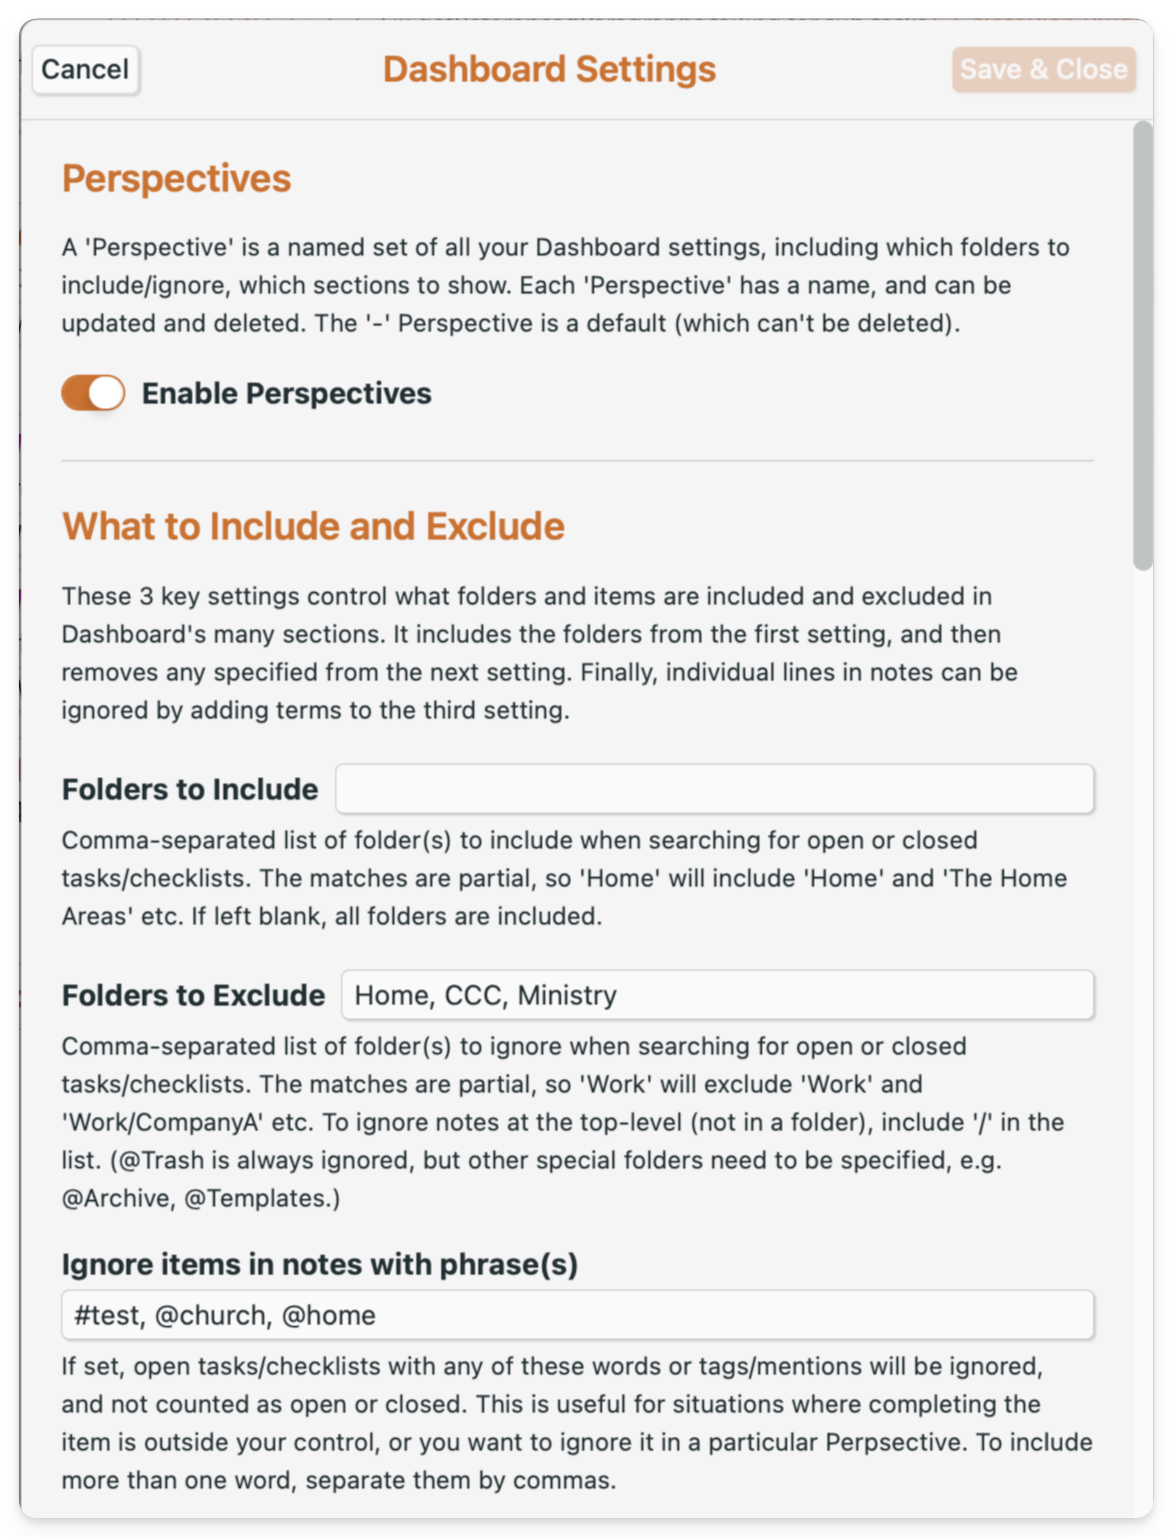 Cancel
Dashboard Settings
Save & Close
Perspectives
A 'Perspective' is a named set of all your Dashboard settings, including which folders to
include/ignore, which sections to show. Each 'Perspective' has a name, and can be
updated and deleted. The '-' Perspective is a default (which can't be deleted).
Enable Perspectives
What to Include and Exclude
These 3 key settings control what folders and items are included and excluded in
Dashboard's many sections. It includes the folders from the first setting, and then
removes any specified from the next setting. Finally, individual lines in notes can be
ignored by adding terms to the third setting.
Folders to Include
Comma-separated list of folder(s) to include when searching for open or closed
tasks/checklists. The matches are partial, so 'Home' will include 'Home' and 'The Home
Areas' etc. If left blank, all folders are included.
Folders to Exclude
Home, CCC, Ministry
Comma-separated list of folder(s) to ignore when searching for open or closed
tasks/checklists. The matches are partial, so 'Work' will exclude 'Work' and
'Work/CompanyA' etc. To ignore notes at the top-level (not in a folder), include '/' in the
list. (@Trash is always ignored, but other special folders need to be specified, e.g.
@Archive, @Templates.)
Ignore items in notes with phrase(s)
#test, @church, @home
If set, open tasks/checklists with any of these words or tags/mentions will be ignored,
and not counted as open or closed. This is useful for situations where completing the
item is outside your control, or you want to ignore it in a particular Perpsective. To include
more than one word, separate them by commas.